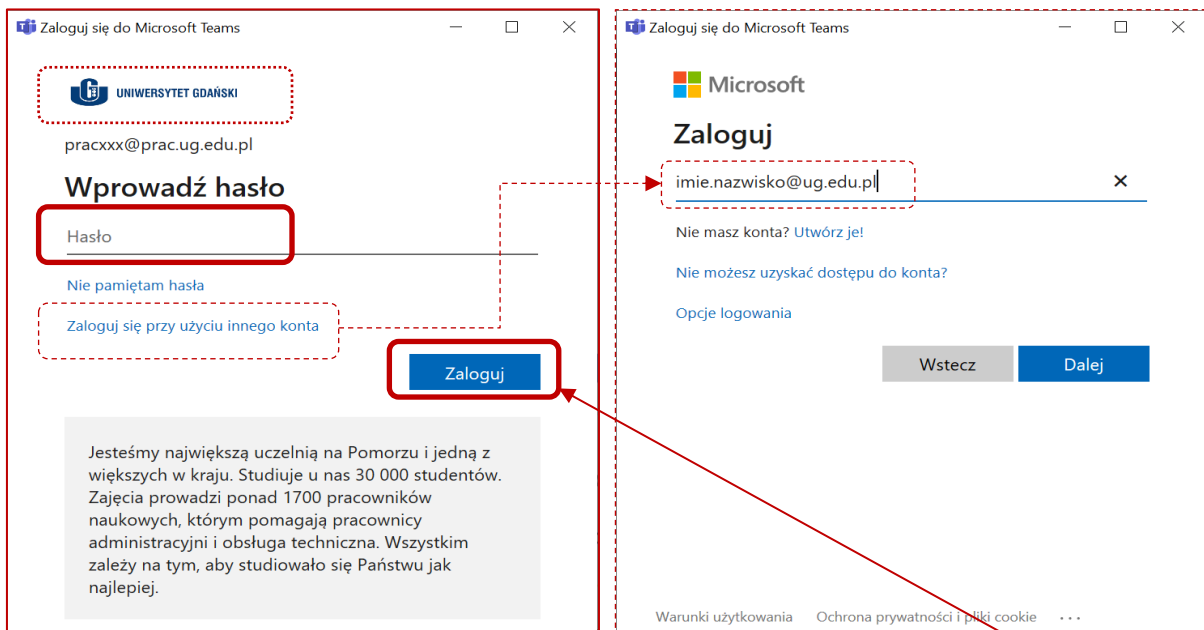 Zaloguj się do Microsoft Teams
UNIWERSYTET GDAŃSKI
pracxxx@prac.ug.edu.pl
Wprowadź hasło
Hasło
Nie pamiętam hasła
Zaloguj się przy użyciu innego konta
Zaloguj
Jesteśmy największą uczelnią na Pomorzu i jedną z
większych w kraju. Studiuje u nas 30 000 studentów.
Zajęcia prowadzi ponad 1700 pracowników
naukowych, którym pomagają pracownicy
administracyjni i obsługa techniczna. Wszystkim
zależy na tym, aby studiowało się Państwu jak
najlepiej.
Zaloguj się do Microsoft Teams
Microsoft
Zaloguj
imie.nazwisko@ug.edu.pl
Nie masz konta? Utwórz je!
Nie możesz uzyskać dostępu do konta?
Opcje logowania
Wstecz Dalej
Warunki użytkowania Ochrona prywatności i pliki cookie ...